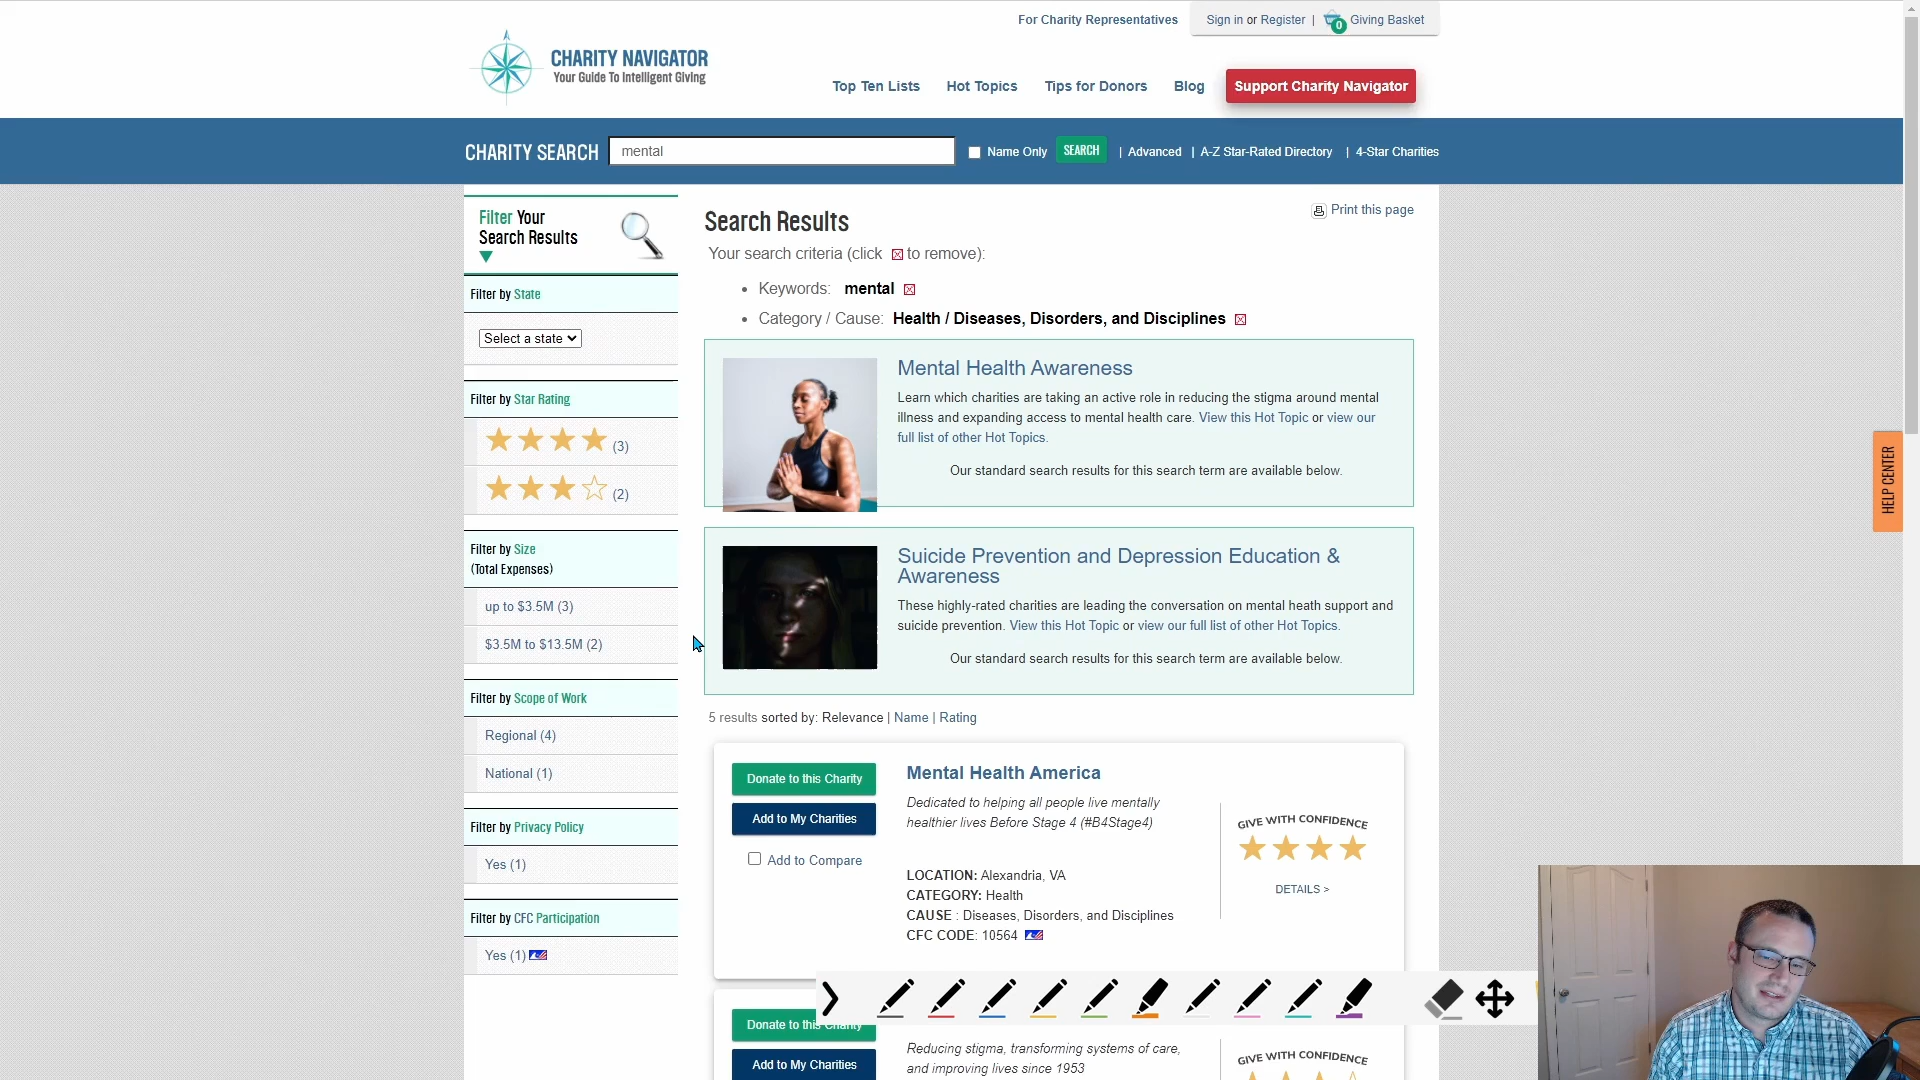 For Charity Representatives
Sign in or Register | 0 Giving Basket
CHARITY NAVIGATOR
Your Guide To Intelligent Giving
Top Ten Lists Hot Topics Tips for Donors Blog Support Charity Navigator
CHARITY SEARCH mental Name Only SEARCH | Advanced | A-Z Star-Rated Directory | 4-Star Charities
Filter Your
Search Results
Filter by State
Select a state
Filter by Star Rating
(3)
(2)
Filter by Size
(Total Expenses)
up to $3.5M (3)
$3.5M to $13.5M (2)
Filter by Scope of Work
Regional (4)
National (1)
Filter by Privacy Policy
Yes (1)
Filter by CFC Participation
Yes (1)
Search Results
Print this page
Your search criteria (click to remove):
• Keywords: mental
• Category / Cause: Health / Diseases, Disorders, and Disciplines
Mental Health Awareness
Learn which charities are taking an active role in reducing the stigma around mental
illness and expanding access to mental health care. View this Hot Topic or view our
full list of other Hot Topics.
Our standard search results for this search term are available below.
Suicide Prevention and Depression Education &
Awareness
These highly-rated charities are leading the conversation on mental heath support and
suicide prevention. View this Hot Topic or view our full list of other Hot Topics.
Our standard search results for this search term are available below.
5 results sorted by: Relevance | Name | Rating
Donate to this Charity
Add to My Charities
Add to Compare
Mental Health America
Dedicated to helping all people live mentally
healthier lives Before Stage 4 (#B4Stage4)
LOCATION: Alexandria, VA
CATEGORY: Health
CAUSE : Diseases, Disorders, and Disciplines
CFC CODE: 10564
GIVE WITH CONFIDENCE
DETAILS >
Donate to this Charity
Add to My Charities
Reducing stigma, transforming systems of care,
and improving lives since 1953
GIVE WITH CONFIDENCE
HELP CENTER